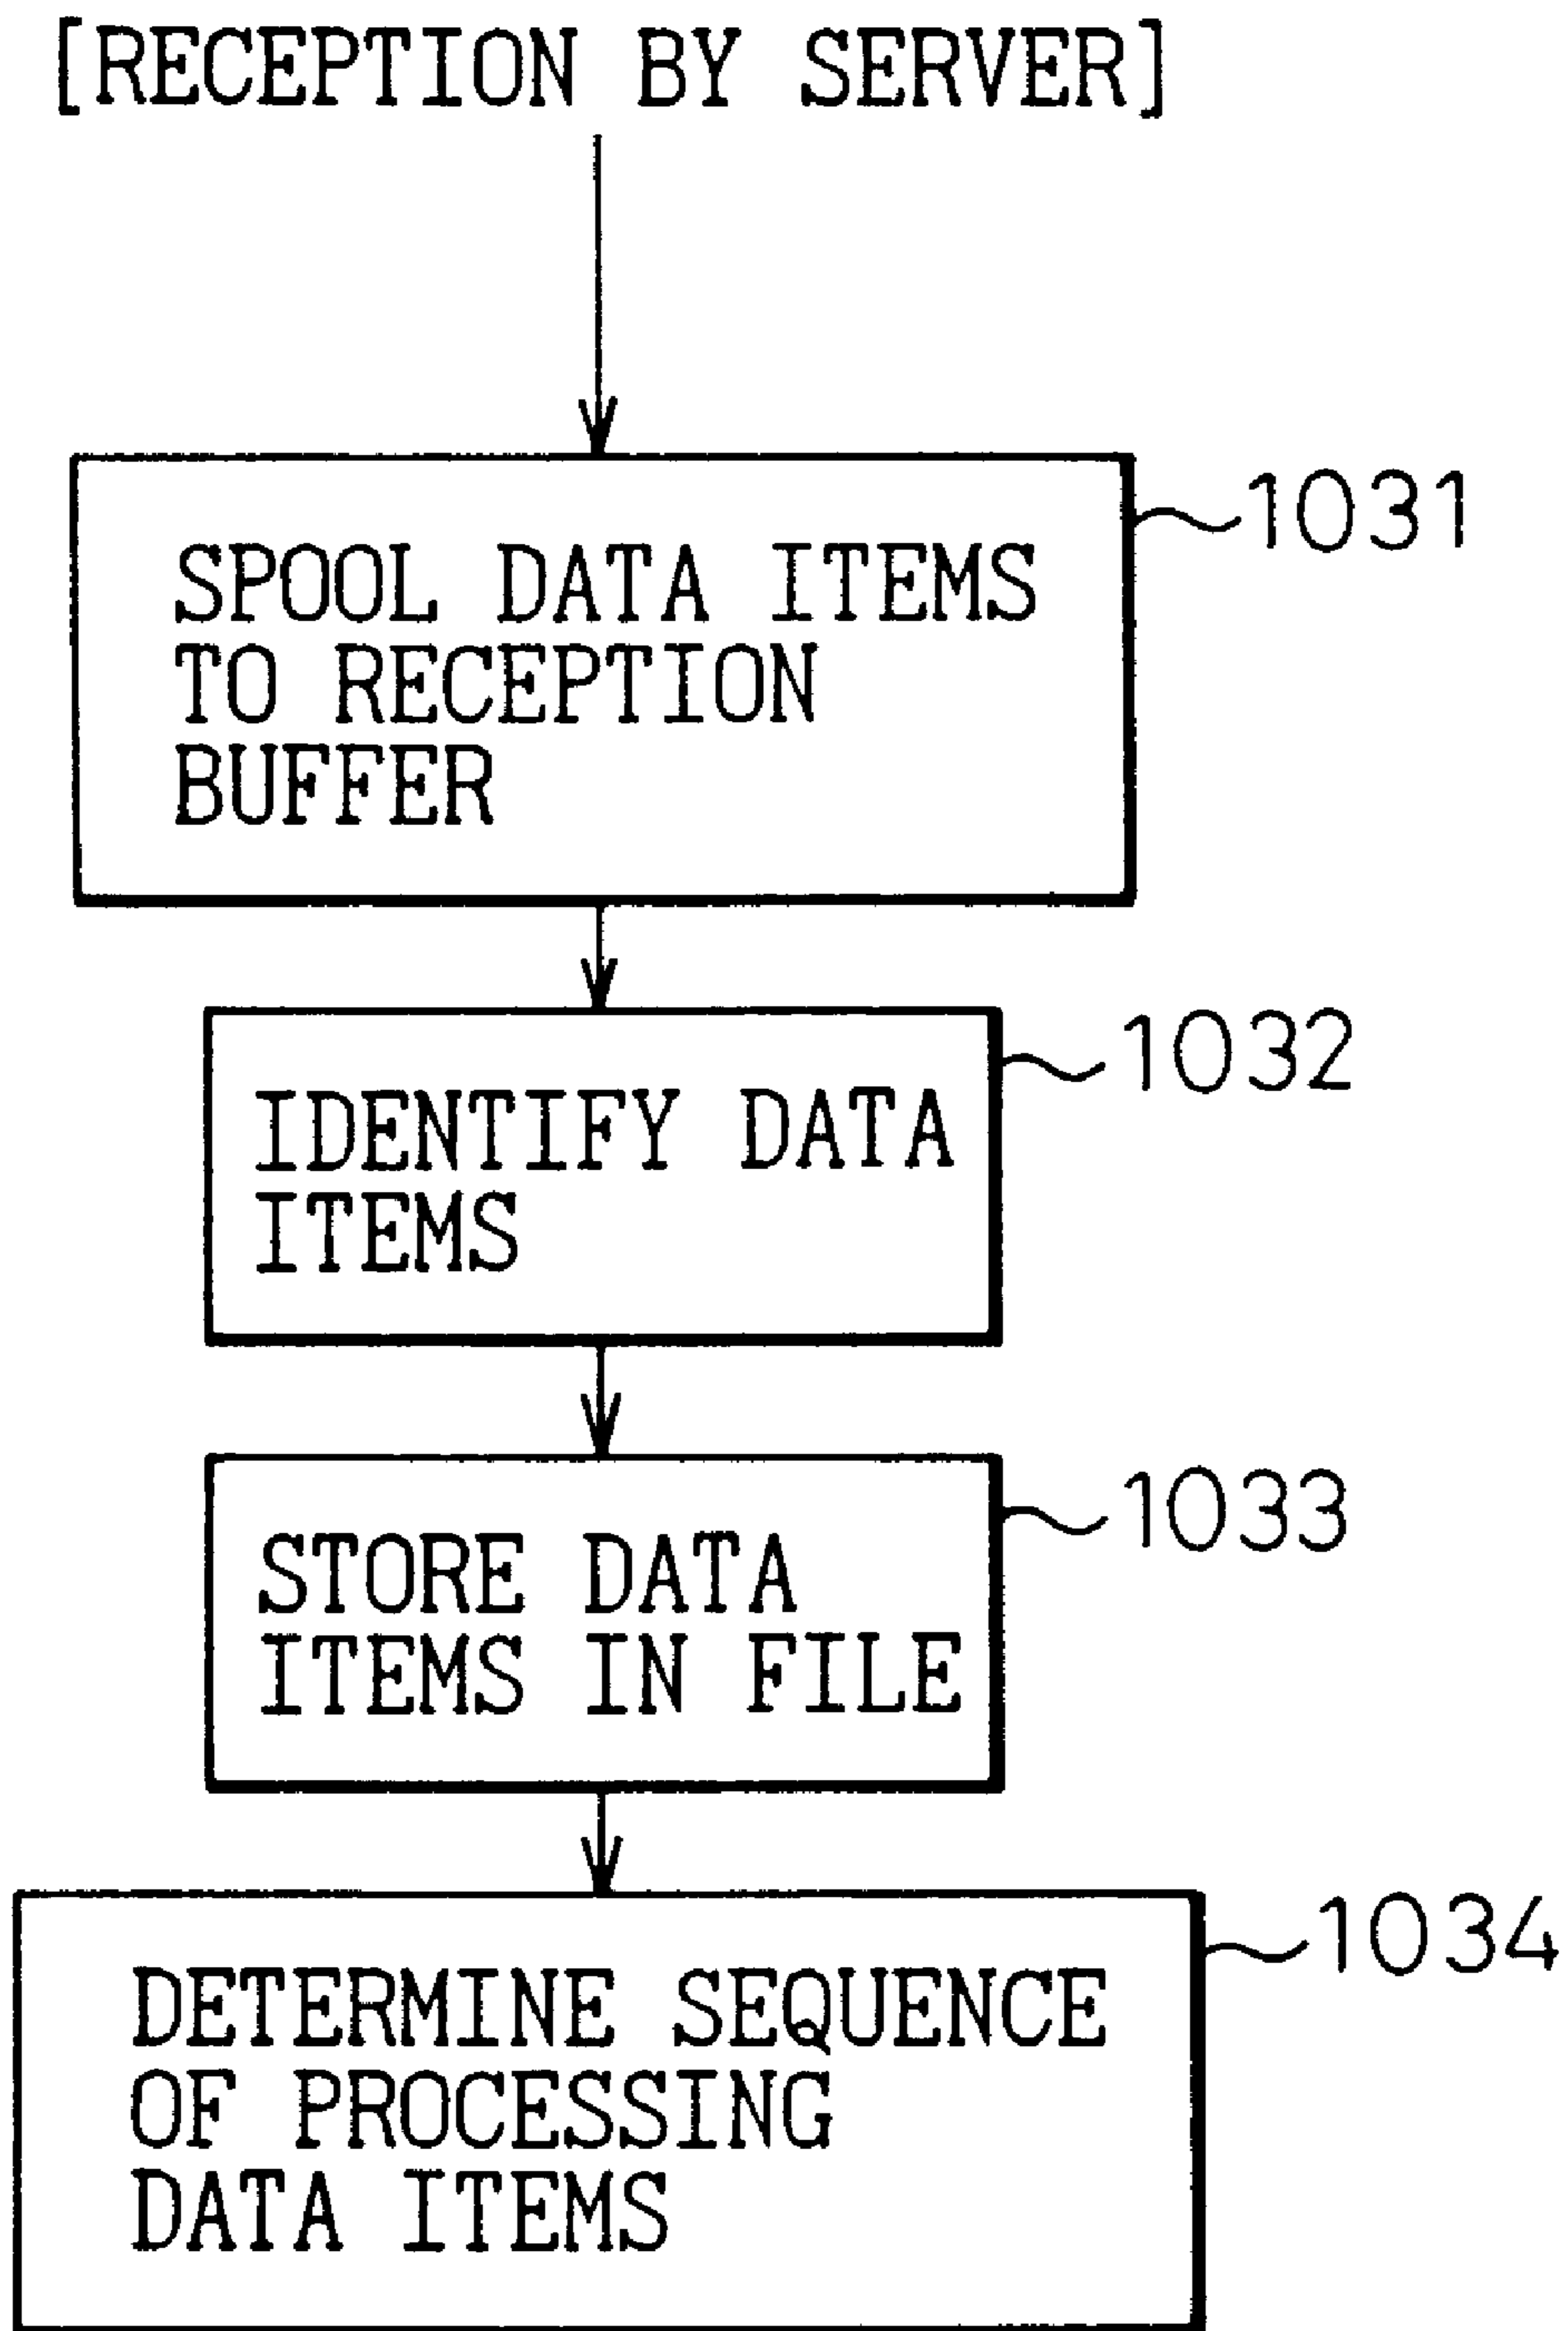 [RECEPTION BY SERVER]
1031
SPOOL DATA ITEMS
TO RECEPTION
BUFFER
1032
IDENTIFY DATA
ITEMS
1033
STORE DATA
ITEMS IN FILE
1034
DETERMINE SEQUENCE
OF PROCESSING
DATA ITEMS